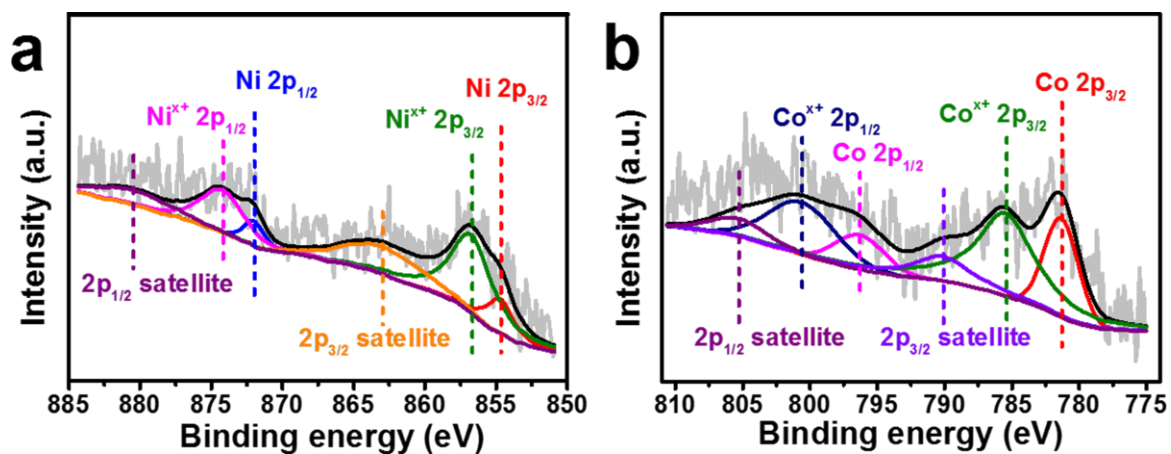 a
Intensity (a.u.)
Ni 2p1/2
Ni 2p3/2
Niˣ⁺ 2p1/2
Niˣ⁺ 2p3/2
2p1/2 satellite
2p3/2 satellite
885 880 875 870 865 860 855 850
Binding energy (eV)
b
Intensity (a.u.)
Co 2p3/2
Coˣ⁺ 2p1/2
Coˣ⁺ 2p3/2
Co 2p1/2
2p1/2 satellite
2p3/2 satellite
810 805 800 795 790 785 780 775
Binding energy (eV)